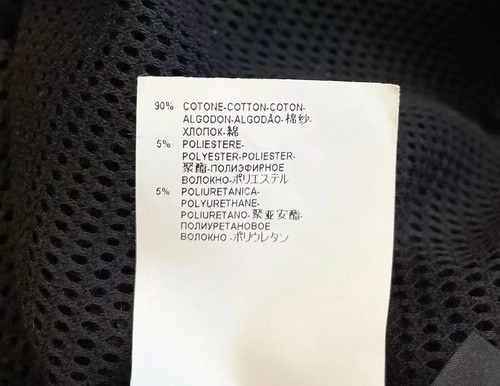 90% COTONE-COTTON-COTON-
ALGODON-ALGODÃO-棉纱-
ХЛОПОК-綿
5% POLIESTERE-
POLYESTER-POLIESTER-
聚酯-ПОЛИЭФИРНОЕ
ВОЛОКНО-ポリエステル
5% POLIURETANICA-
POLYURETHANE-
POLIURETANO-聚亚安酯-
ПОЛИУРЕТАНОВОЕ
ВОЛОКНО-ポリウレタン